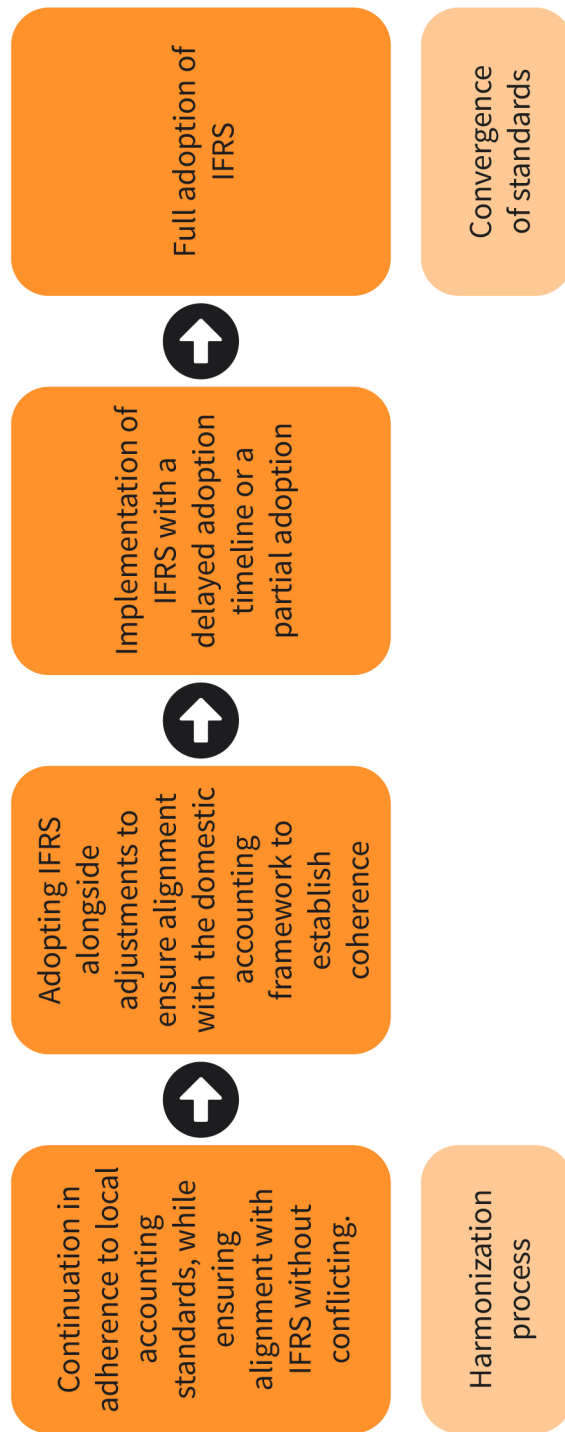 Continuation in
adherence to local
accounting
standards, while
ensuring
alignment with
IFRS without
conflicting.
Adopting IFRS
alongside
adjustments to
ensure alignment
with the domestic
accounting
framework to
establish
coherence
Implementation of
IFRS with a
delayed adoption
timeline or a
partial adoption
Full adoption of
IFRS
Harmonization
process
Convergence
of standards